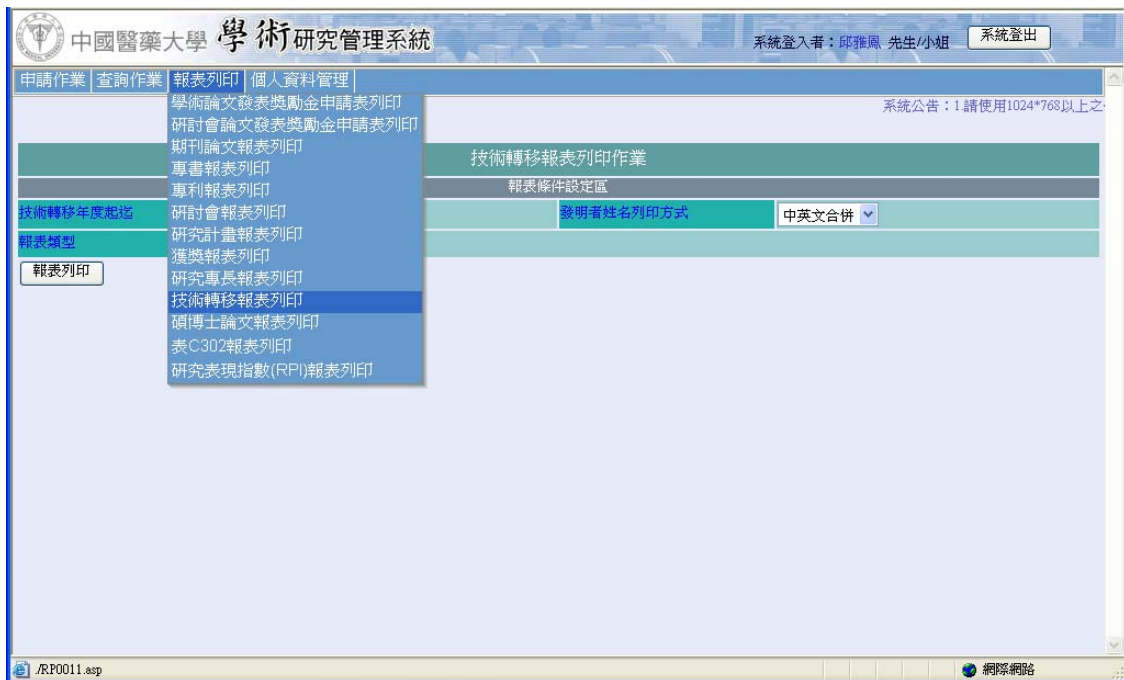 中國醫藥大學 學術研究管理系統
系統登入者：邱雅鳳 先生/小姐 系統登出
申請作業 查詢作業 報表列印 個人資料管理
系統公告：1.請使用1024*768以上之
學術論文發表獎勵金申請表列印
研討會論文發表獎勵金申請表列印
期刊論文報表列印
專書報表列印
專利報表列印
研討會報表列印
研究計畫報表列印
獲獎報表列印
研究專長報表列印
技術轉移報表列印
碩博士論文報表列印
表C302報表列印
研究表現指數(RPI)報表列印
技術轉移報表列印作業
報表條件設定區
技術轉移年度起迄 發明者姓名列印方式 中英文合併
報表類型
報表列印
/RP0011.asp 網際網路